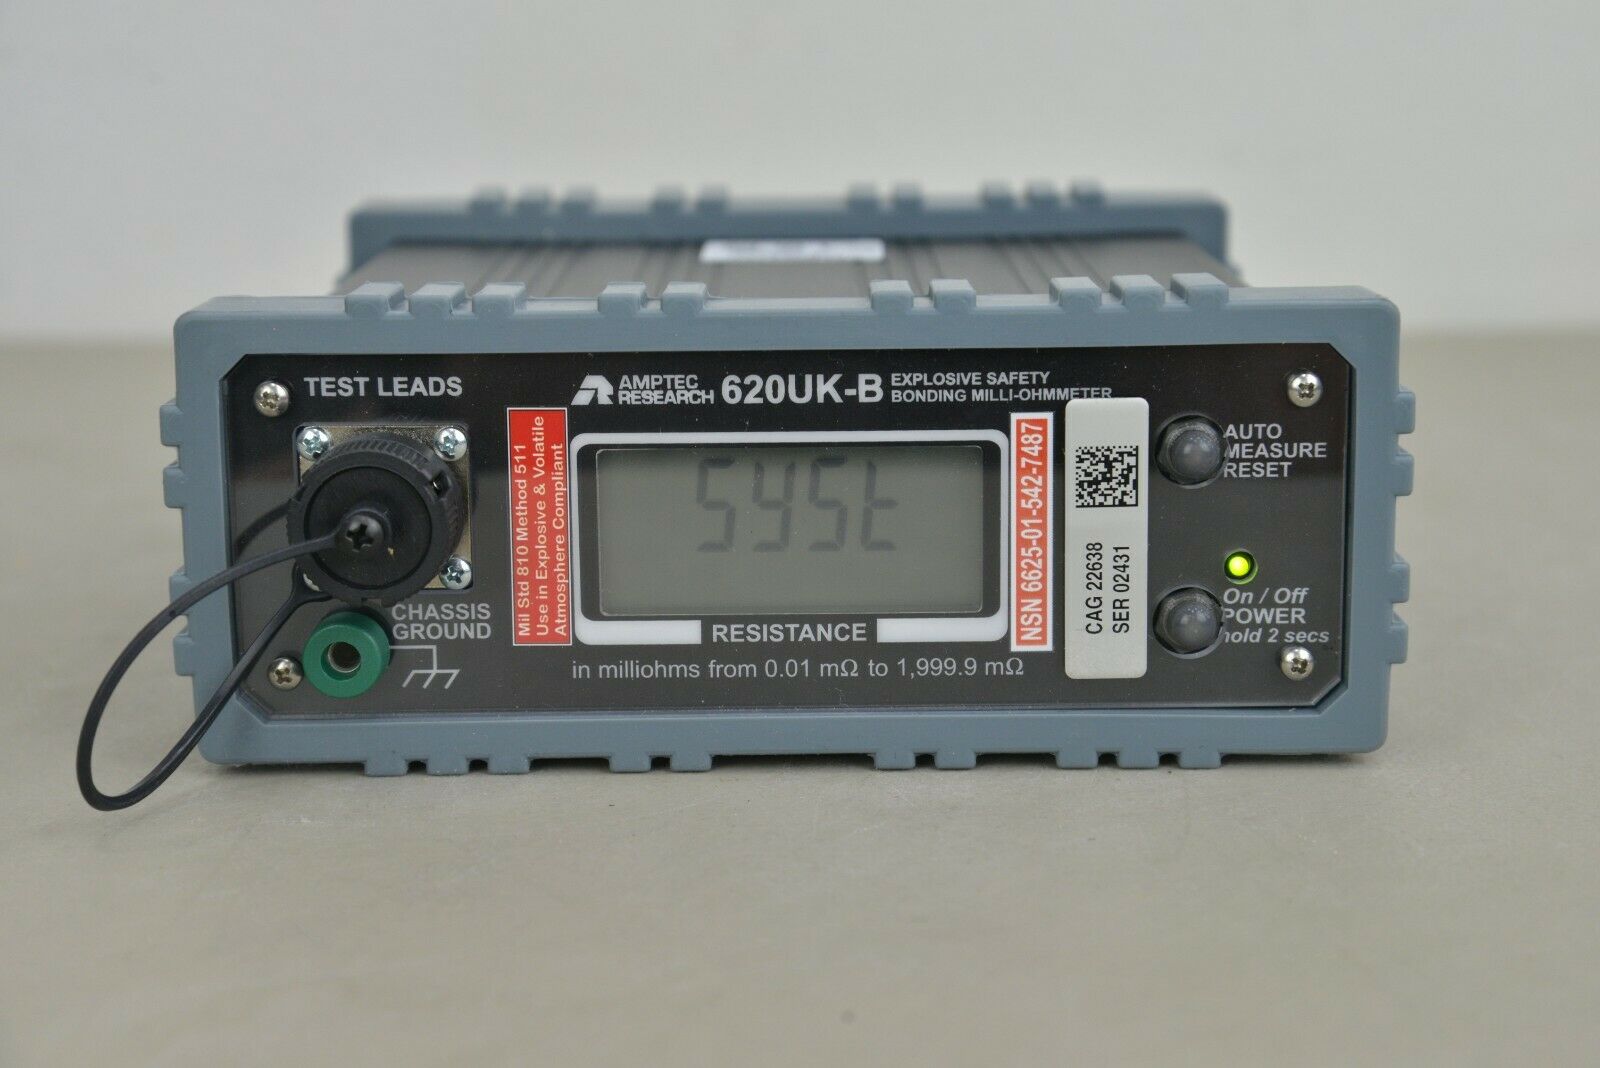 TEST LEADS
AMPTEC
RESEARCH
620UK-B
EXPLOSIVE SAFETY
BONDING MILLI-OHMMETER
Mil Std 810 Method 511
Use in Explosive & Volatile
Atmosphere Compliant
SYSt
NSN 6625-01-542-7487
CAG 22638
SER 02431
AUTO
MEASURE
RESET
On / Off
POWER
hold 2 secs
CHASSIS
GROUND
RESISTANCE
in milliohms from 0.01 mΩ to 1,999.9 mΩ